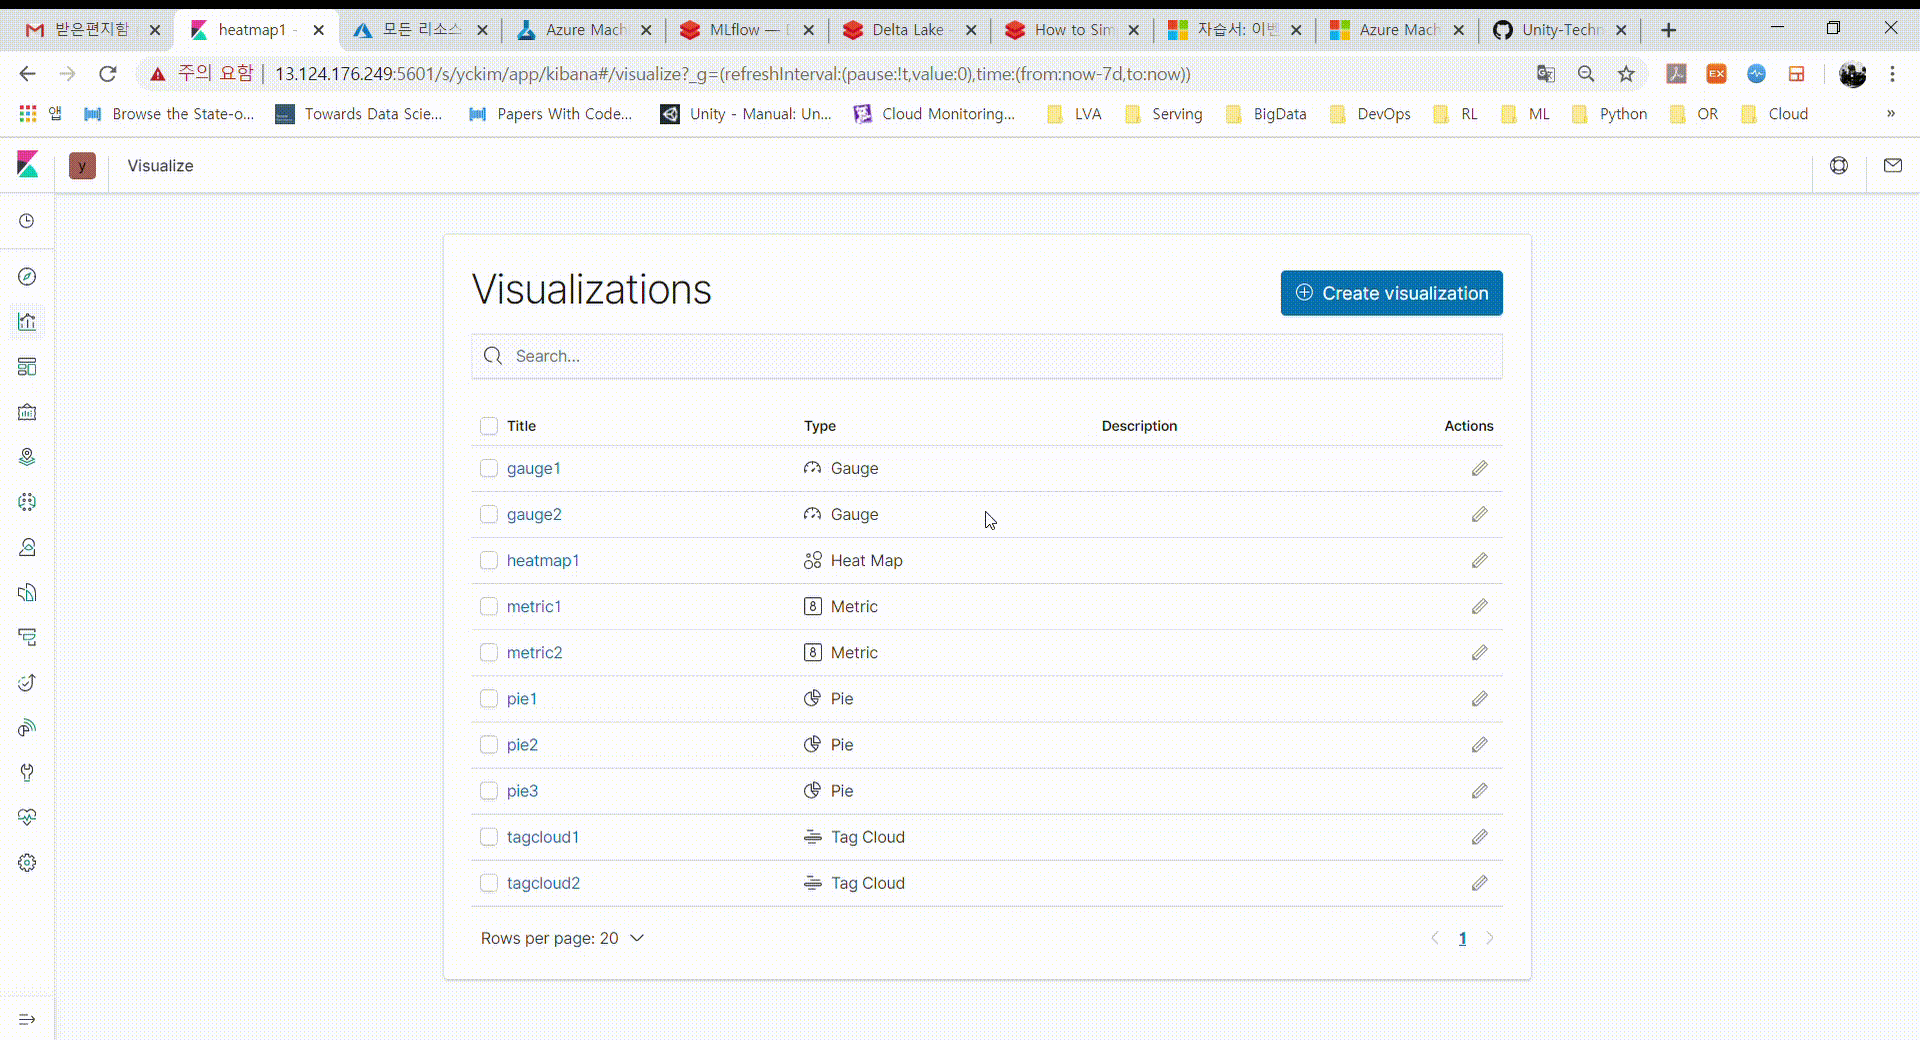 받은편지함
heatmap1 -
모든 리소스
Azure Mach
MLflow —
Delta Lake
How to Sim
자습서: 이벤
Azure Mach
Unity-Techn
주의 요함 | 13.124.176.249:5601/s/yckim/app/kibana#/visualize?_g=(refreshInterval:(pause:!t,value:0),time:(from:now-7d,to:now))
앱 Browse the State-o... Towards Data Scie... Papers With Code... Unity - Manual: Un... Cloud Monitoring... LVA Serving BigData DevOps RL ML Python OR Cloud »
y Visualize
Visualizations
Create visualization
Search...
Title Type Description Actions
gauge1 Gauge
gauge2 Gauge
heatmap1 Heat Map
metric1 8 Metric
metric2 8 Metric
pie1 Pie
pie2 Pie
pie3 Pie
tagcloud1 Tag Cloud
tagcloud2 Tag Cloud
Rows per page: 20
1